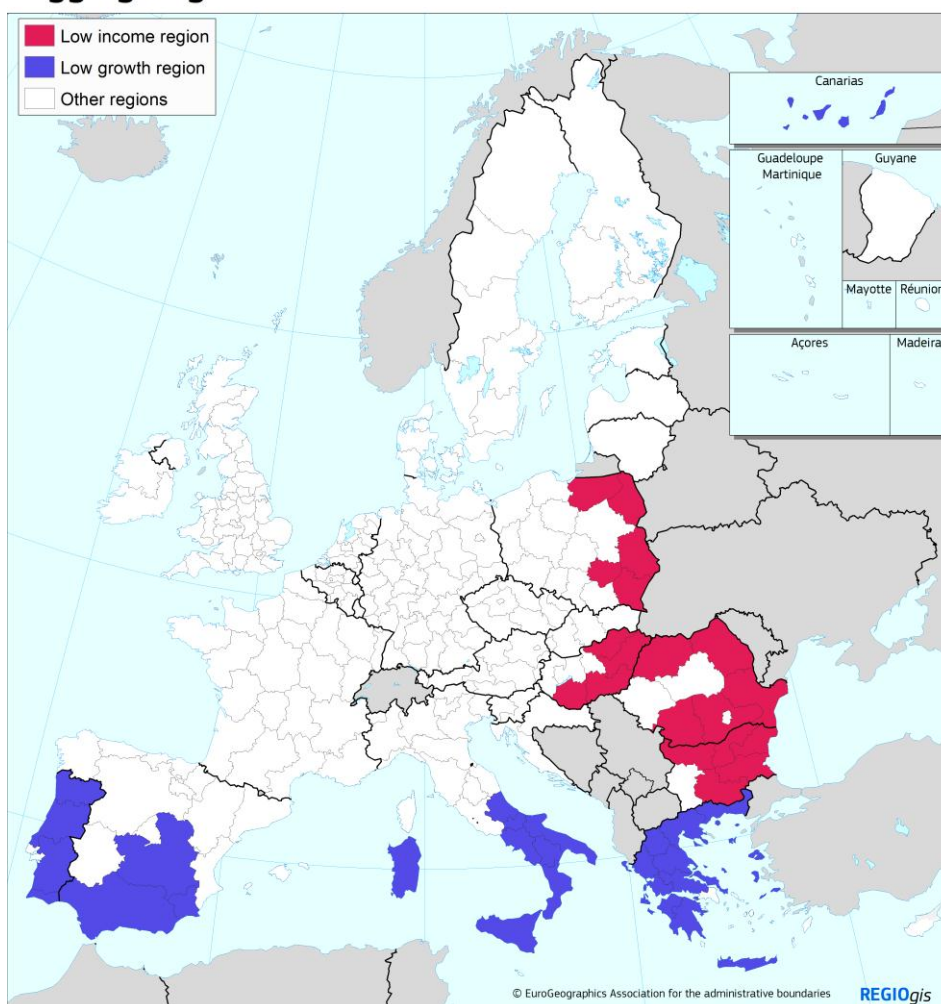 Low income region
Low growth region
Other regions
Canarias
Guadeloupe
Martinique
Guyane
Mayotte
Réunion
Açores
Madeira
© EuroGeographics Association for the administrative boundaries
REGIOgis